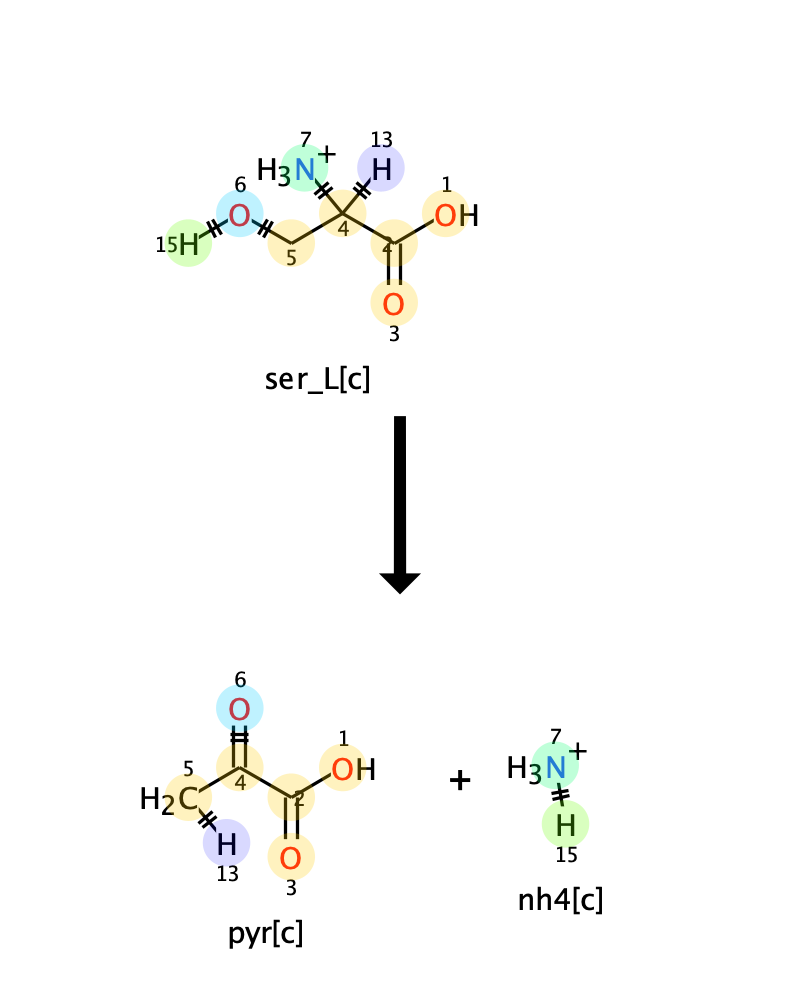 7 13
H3N+ H
6 1
O OH
15H 4 2
5
O
3
ser_L[c]
6
O
5 1 7
4 OH H3N+
H2C 2 +
H O H
13 3 15
nh4[c]
pyr[c]